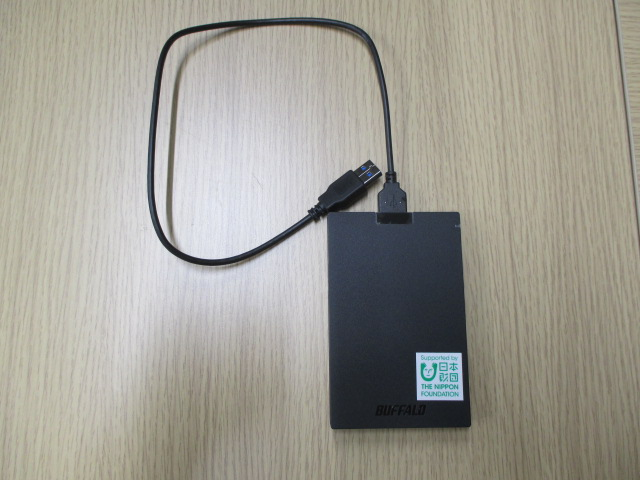 Supported by
日本
財団
THE NIPPON
FOUNDATION
BUFFALO